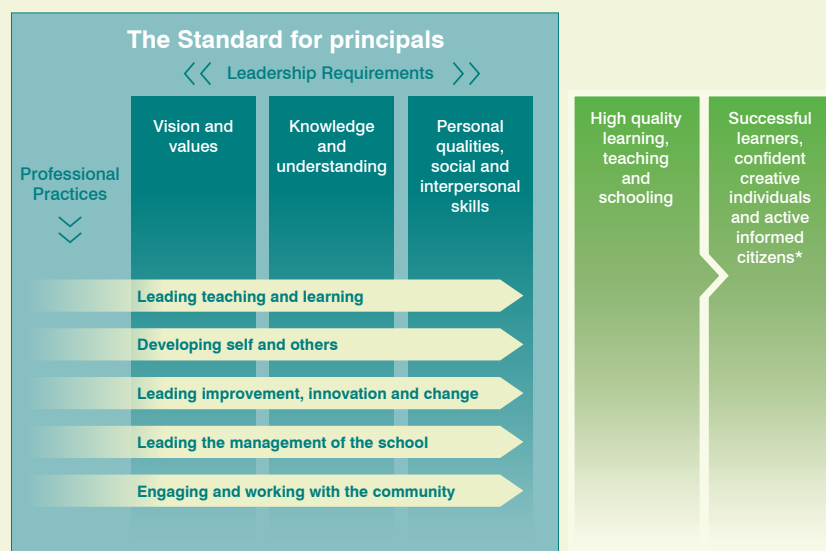 The Standard for principals
Leadership Requirements
Professional
Practices
Vision and
values
Knowledge
and
understanding
Personal
qualities,
social and
interpersonal
skills
Leading teaching and learning
Developing self and others
Leading improvement, innovation and change
Leading the management of the school
Engaging and working with the community
High quality
learning,
teaching
and
schooling
Successful
learners,
confident
creative
individuals
and active
informed
citizens*